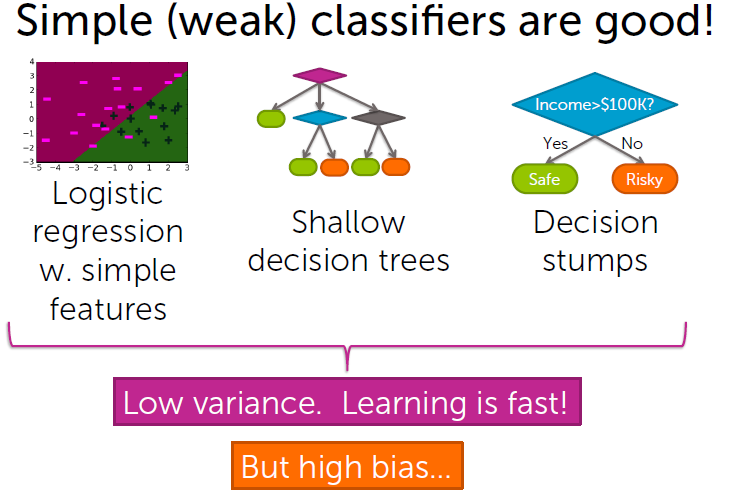 Simple (weak) classifiers are good!
4
3
2
1
0
−1
−2
−3
−5 −4 −3 −2 −1 0 1 2 3
Logistic
regression
w. simple
features
Shallow
decision trees
Income>$100K?
Yes
No
Safe
Risky
Decision
stumps
Low variance. Learning is fast!
But high bias...